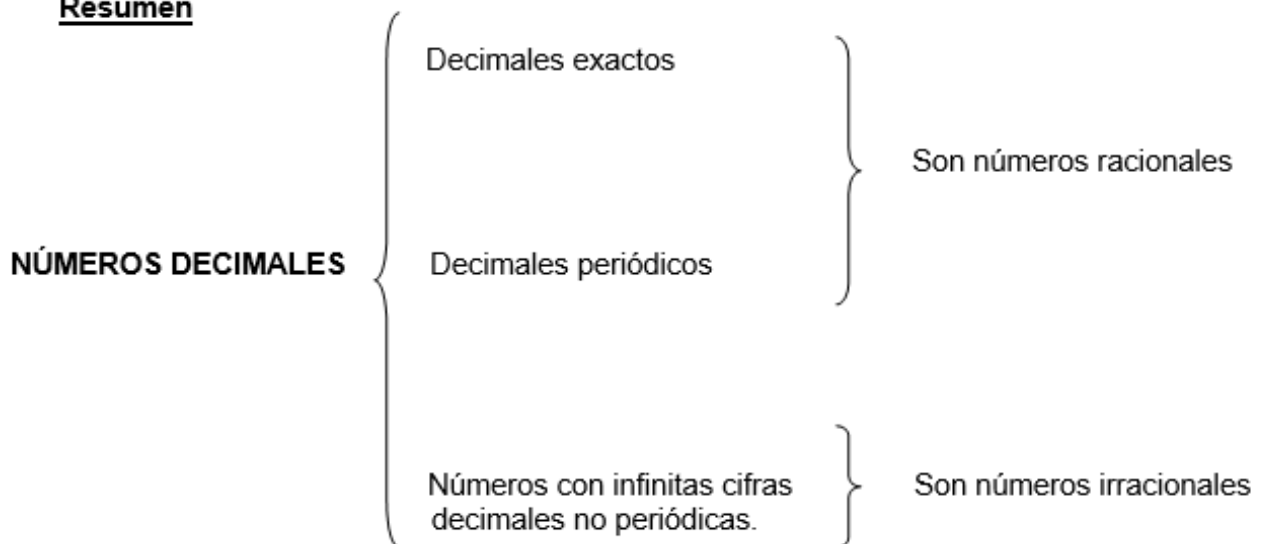 Resumen
Decimales exactos
Son números racionales
NÚMEROS DECIMALES
Decimales periódicos
Números con infinitas cifras
decimales no periódicas.
Son números irracionales